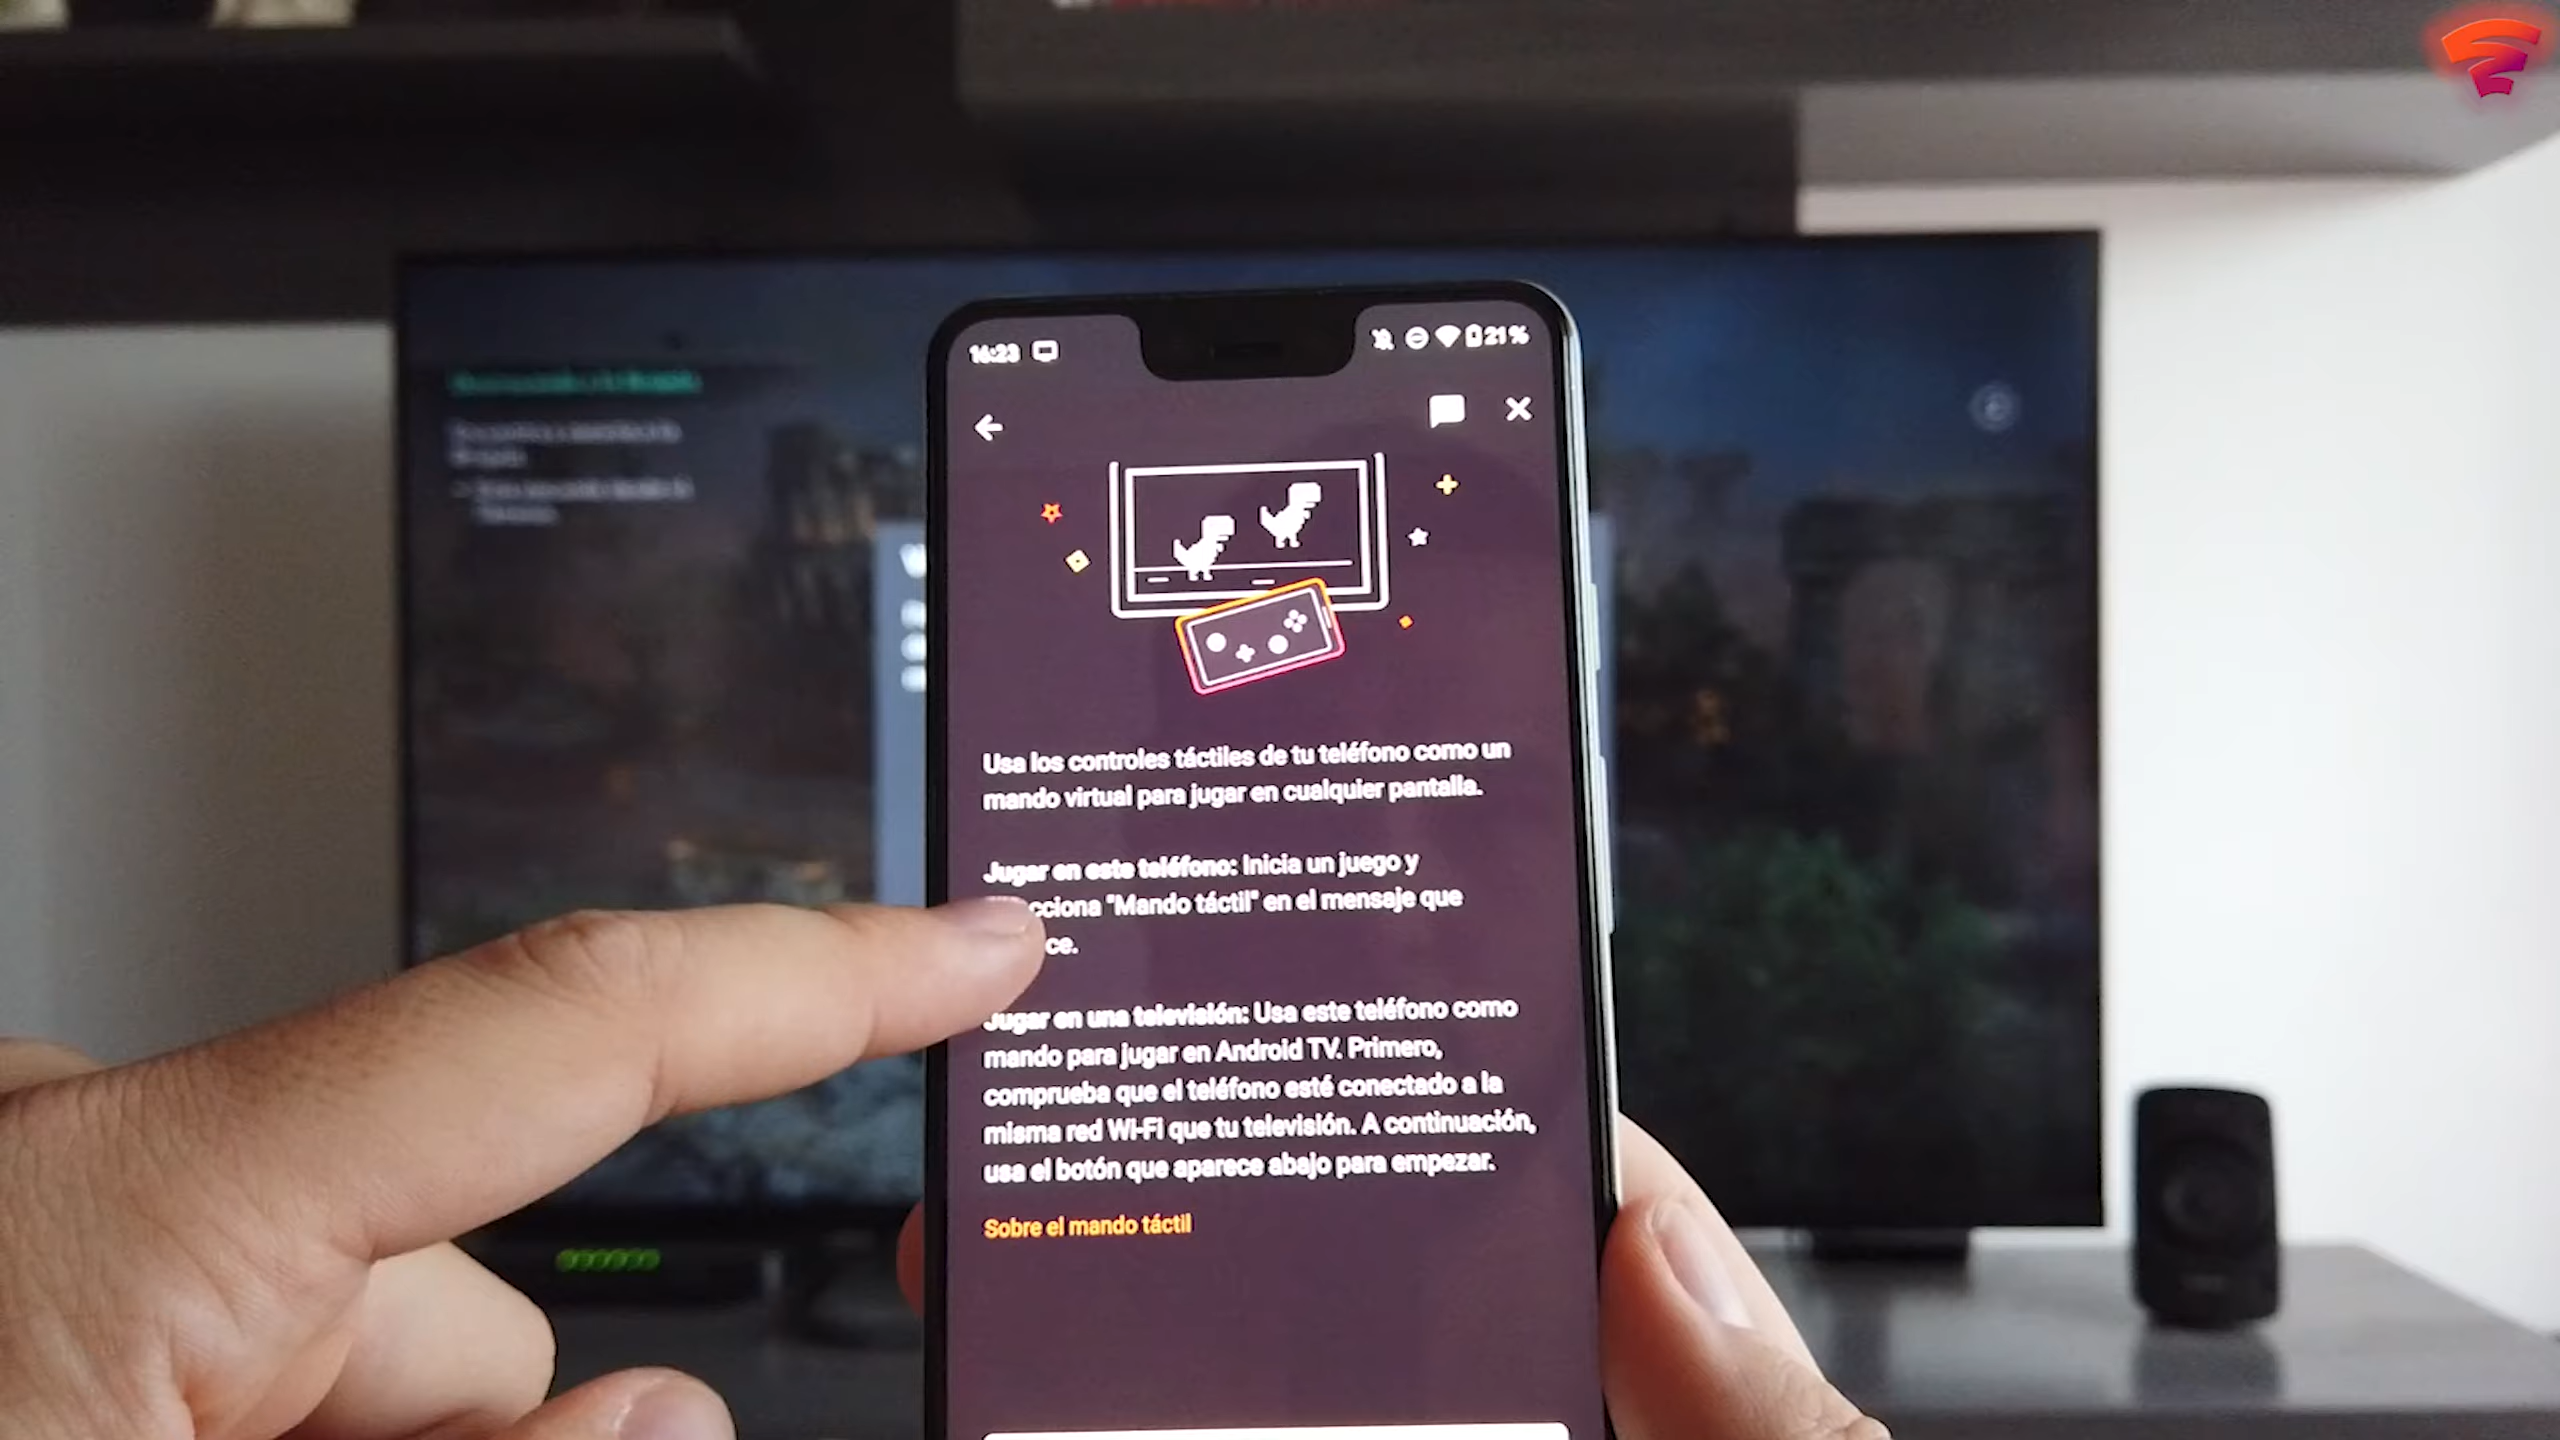 16:23
21%
Usa los controles táctiles de tu teléfono como un
mando virtual para jugar en cualquier pantalla.
Jugar en este teléfono: Inicia un juego y
cciona "Mando táctil" en el mensaje que
ce.
Jugar en una televisión: Usa este teléfono como
mando para jugar en Android TV. Primero,
comprueba que el teléfono esté conectado a la
misma red Wi-Fi que tu televisión. A continuación,
usa el botón que aparece abajo para empezar.
Sobre el mando táctil